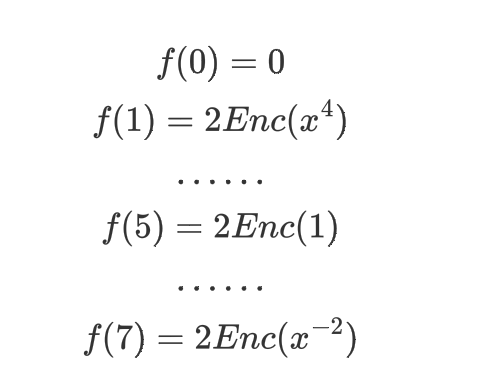 f(0) = 0
f(1) = 2Enc(x⁴)
......
f(5) = 2Enc(1)
......
f(7) = 2Enc(x⁻²)